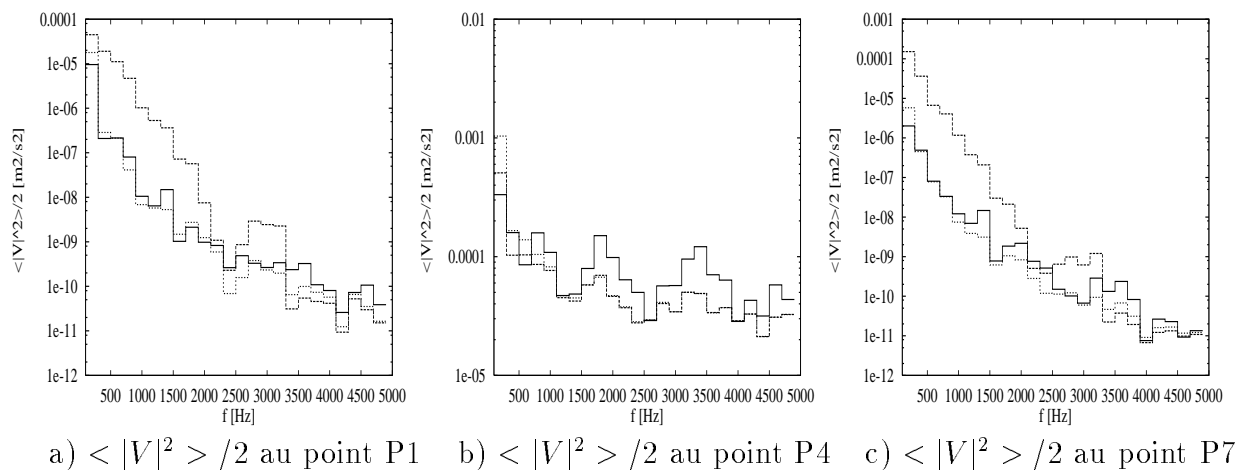 0.0001
1e-05
1e-06
1e-07
1e-08
1e-09
1e-10
1e-11
1e-12
<|V|^2>/2 [m2/s2]
500 1000 1500 2000 2500 3000 3500 4000 4500 5000
f [Hz]
a) < |V|² > /2 au point P1
0.01
0.001
0.0001
1e-05
<|V|^2>/2 [m2/s2]
500 1000 1500 2000 2500 3000 3500 4000 4500 5000
f [Hz]
b) < |V|² > /2 au point P4
0.001
0.0001
1e-05
1e-06
1e-07
1e-08
1e-09
1e-10
1e-11
1e-12
<|V|^2>/2 [m2/s2]
500 1000 1500 2000 2500 3000 3500 4000 4500 5000
f [Hz]
c) < |V|² > /2 au point P7